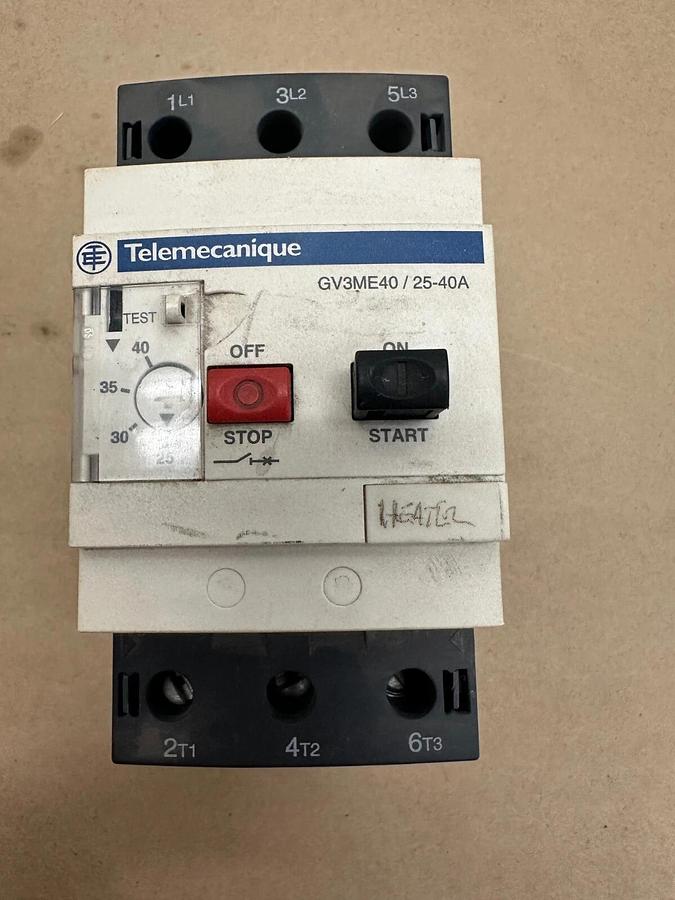 1L1 3L2 5L3
Telemecanique
GV3ME40 / 25-40A
TEST
40
35
30
25
OFF
STOP
ON
START
HEATER
2T1 4T2 6T3